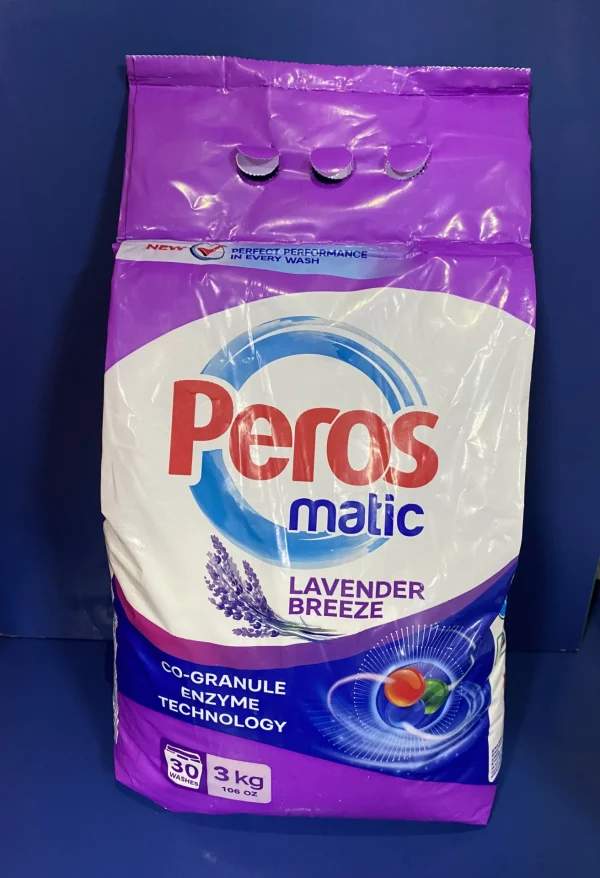 NEW
PERFECT PERFORMANCE
IN EVERY WASH
Peros
matic
LAVENDER
BREEZE
CO-GRANULE
ENZYME
TECHNOLOGY
30
WASHES
3 kg
106 OZ